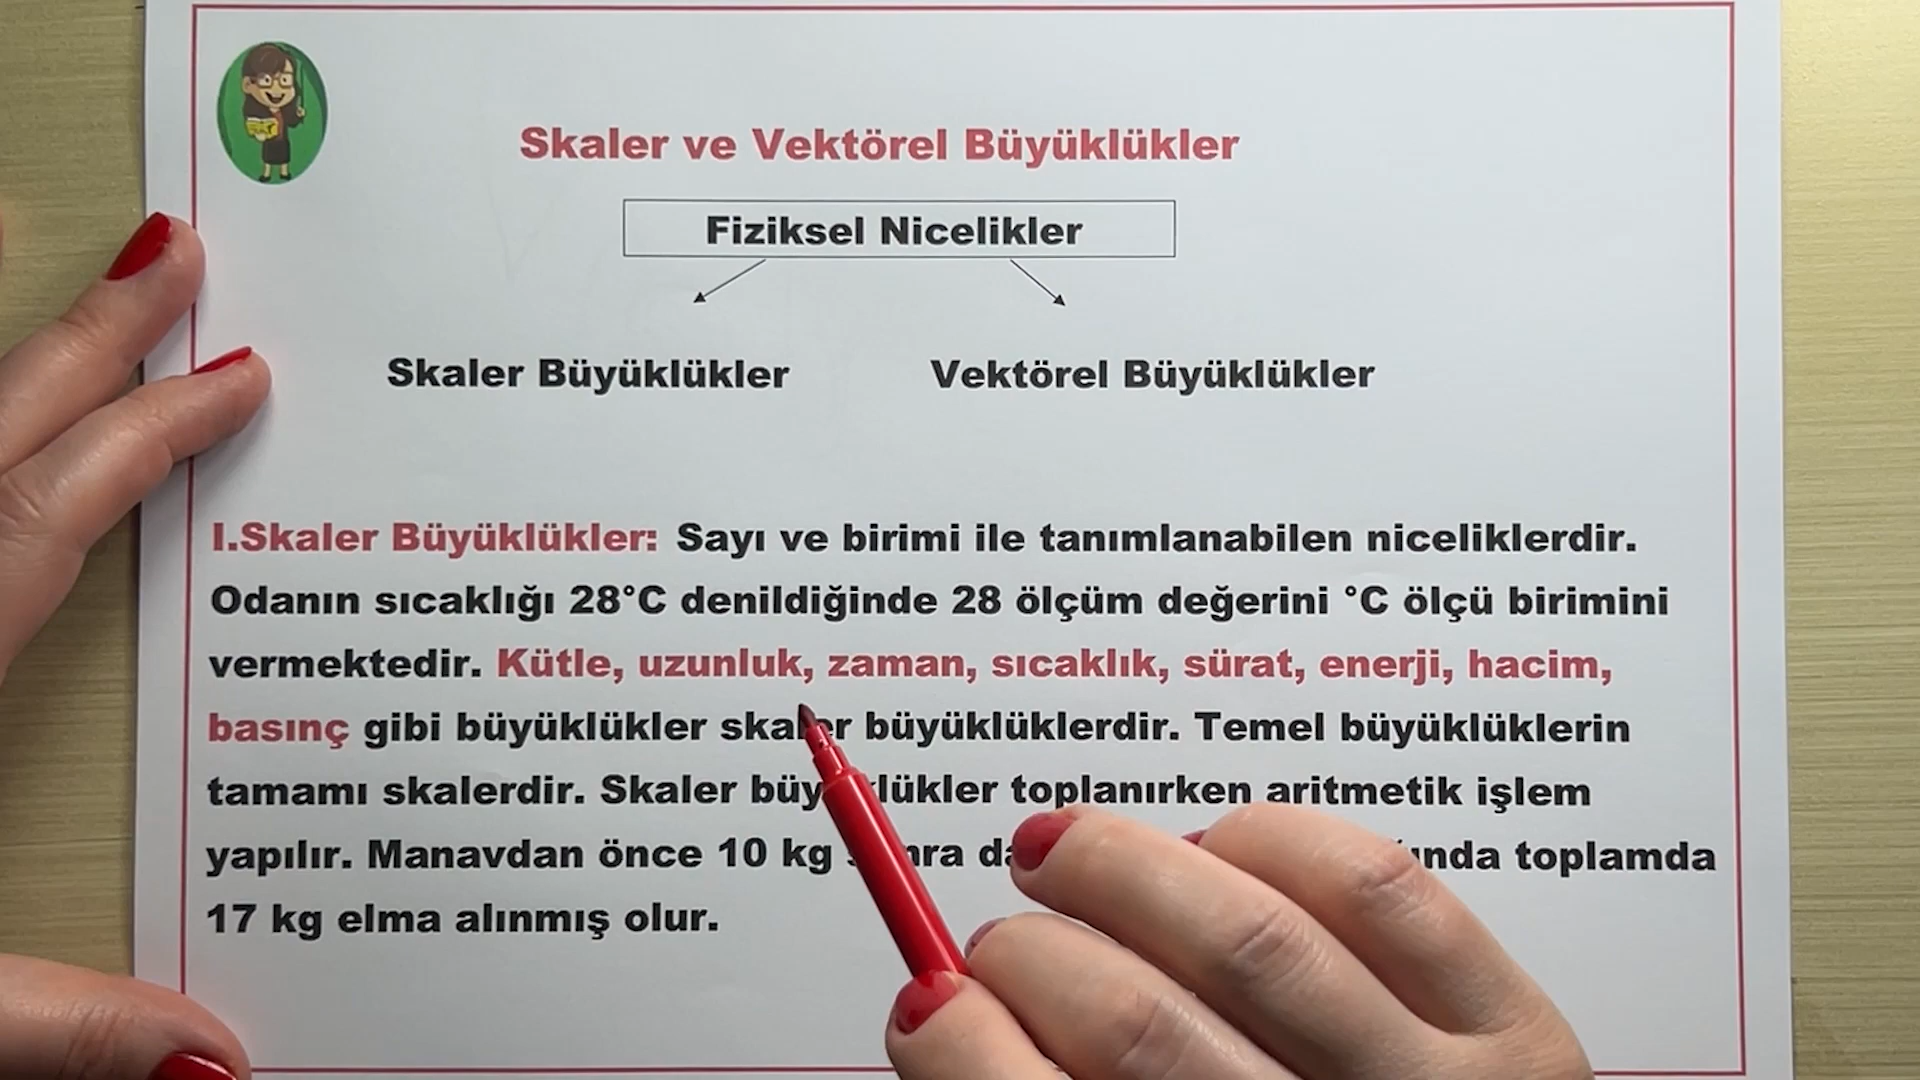 Skaler ve Vektörel Büyüklükler
Fiziksel Nicelikler
Skaler Büyüklükler Vektörel Büyüklükler
I.Skaler Büyüklükler: Sayı ve birimi ile tanımlanabilen niceliklerdir.
Odanın sıcaklığı 28°C denildiğinde 28 ölçüm değerini °C ölçü birimini
vermektedir. Kütle, uzunluk, zaman, sıcaklık, sürat, enerji, hacim,
basınç gibi büyüklükler skaler büyüklüklerdir. Temel büyüklüklerin
tamamı skalerdir. Skaler büyüklükler toplanırken aritmetik işlem
yapılır. Manavdan önce 10 kg sonra toplamda
17 kg elma alınmış olur.